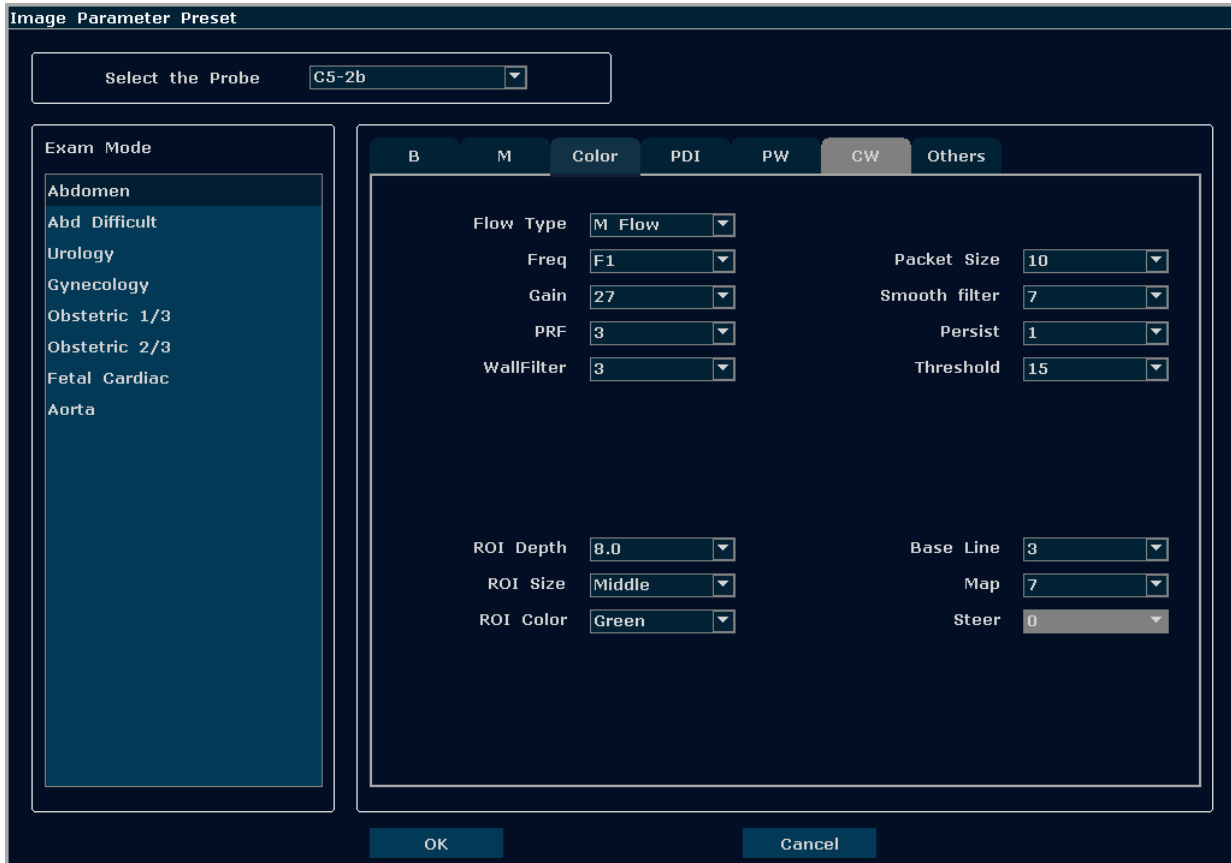 Image Parameter Preset
Select the Probe C5-2b
Exam Mode
Abdomen
Abd Difficult
Urology
Gynecology
Obstetric 1/3
Obstetric 2/3
Fetal Cardiac
Aorta
B M Color PDI PW CW Others
Flow Type M Flow
Freq F1 Packet Size 10
Gain 27 Smooth filter 7
PRF 3 Persist 1
WallFilter 3 Threshold 15
ROI Depth 8.0 Base Line 3
ROI Size Middle Map 7
ROI Color Green Steer 0
OK Cancel